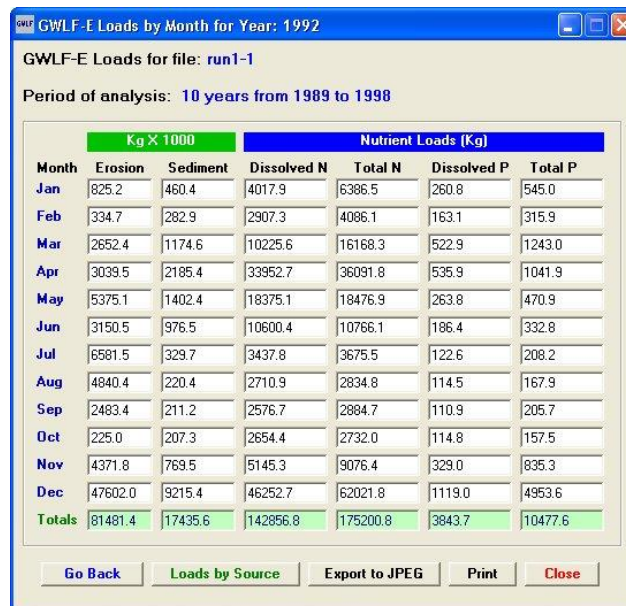 GWLF GWLF-E Loads by Month for Year: 1992
GWLF-E Loads for file: run1-1
Period of analysis: 10 years from 1989 to 1998
Kg X 1000 Nutrient Loads (Kg)
Month Erosion Sediment Dissolved N Total N Dissolved P Total P
Jan 825.2 460.4 4017.9 6386.5 260.8 545.0
Feb 334.7 282.9 2907.3 4086.1 163.1 315.9
Mar 2652.4 1174.6 10225.6 16168.3 522.9 1243.0
Apr 3039.5 2185.4 33952.7 36091.8 535.9 1041.9
May 5375.1 1402.4 18375.1 18476.9 263.8 470.9
Jun 3150.5 976.5 10600.4 10766.1 186.4 332.8
Jul 6581.5 329.7 3437.8 3675.5 122.6 208.2
Aug 4840.4 220.4 2710.9 2834.8 114.5 167.9
Sep 2483.4 211.2 2576.7 2884.7 110.9 205.7
Oct 225.0 207.3 2654.4 2732.0 114.8 157.5
Nov 4371.8 769.5 5145.3 9076.4 329.0 835.3
Dec 47602.0 9215.4 46252.7 62021.8 1119.0 4953.6
Totals 81481.4 17435.6 142856.8 175200.8 3843.7 10477.6
Go Back Loads by Source Export to JPEG Print Close